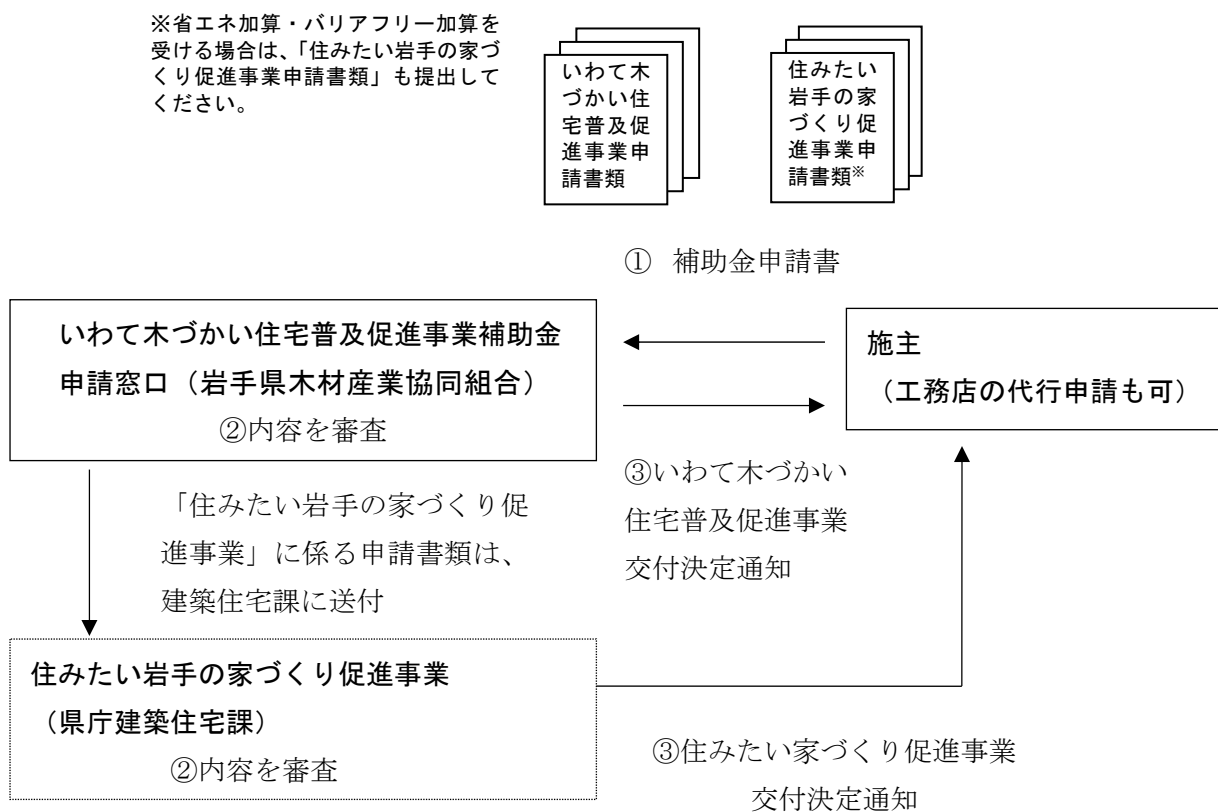 ※省エネ加算・バリアフリー加算を
受ける場合は、「住みたい岩手の家づ
くり促進事業申請書類」も提出して
ください。
いわて木
づかい住
宅普及促
進事業申
請書類
住みたい
岩手の家
づくり促
進事業申
請書類※
① 補助金申請書
いわて木づかい住宅普及促進事業補助金
申請窓口（岩手県木材産業協同組合）
②内容を審査
施主
（工務店の代行申請も可）
「住みたい岩手の家づくり促
進事業」に係る申請書類は、
建築住宅課に送付
③いわて木づかい
住宅普及促進事業
交付決定通知
住みたい岩手の家づくり促進事業
（県庁建築住宅課）
②内容を審査
③住みたい家づくり促進事業
交付決定通知